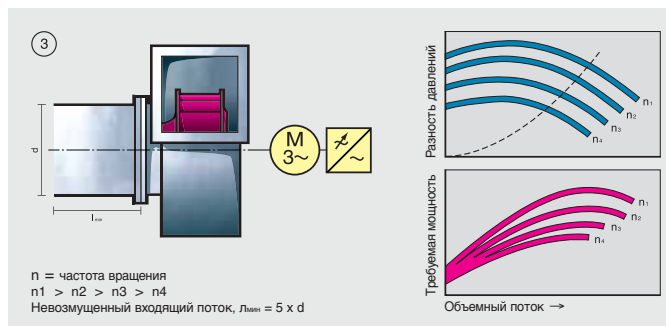 3
d
lмин
M
3~
~
n = частота вращения
n1 > n2 > n3 > n4
Невозмущенный входящий поток, лмин = 5 x d
Разность давлений
n1
n2
n3
n4
Требуемая мощность
n1
n2
n3
n4
Объемный поток →